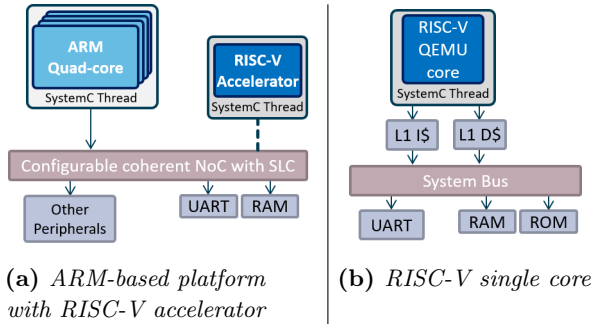 ARM
Quad-core
SystemC Thread
RISC-V
Accelerator
SystemC Thread
Configurable coherent NoC with SLC
Other
Peripherals
UART
RAM
(a) ARM-based platform
with RISC-V accelerator
RISC-V
QEMU
core
SystemC Thread
L1 I$
L1 D$
System Bus
UART
RAM
ROM
(b) RISC-V single core